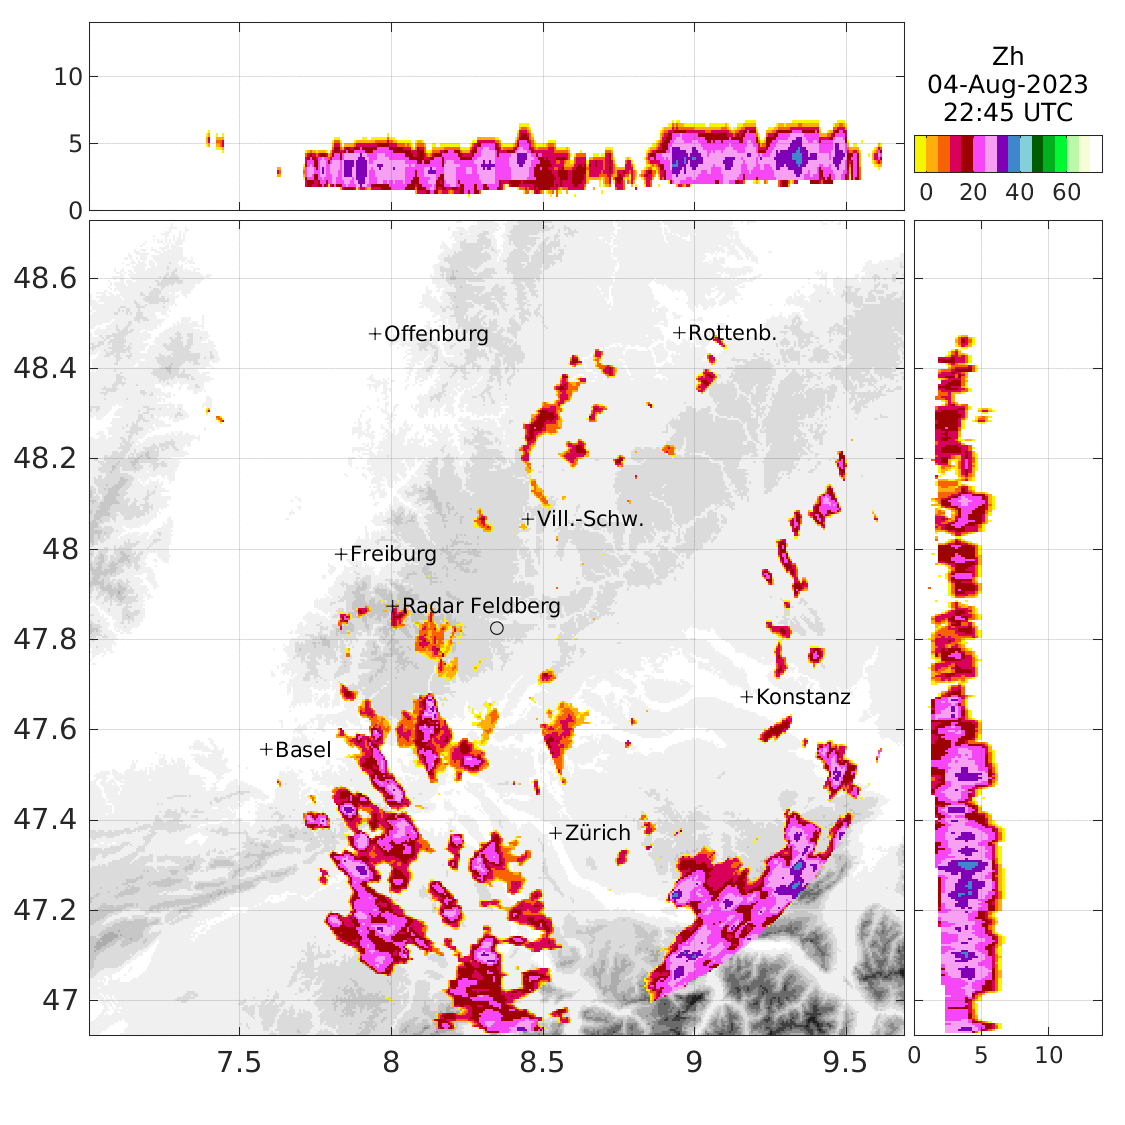 Zh
04-Aug-2023
22:45 UTC
10
5
0
0 20 40 60
48.6
+Offenburg
+Rottenb.
48.4
48.2
+Vill.-Schw.
48
+Freiburg
+Radar Feldberg
47.8
+Konstanz
47.6
+Basel
47.4
+Zürich
47.2
47
7.5 8 8.5 9 9.5
0 5 10